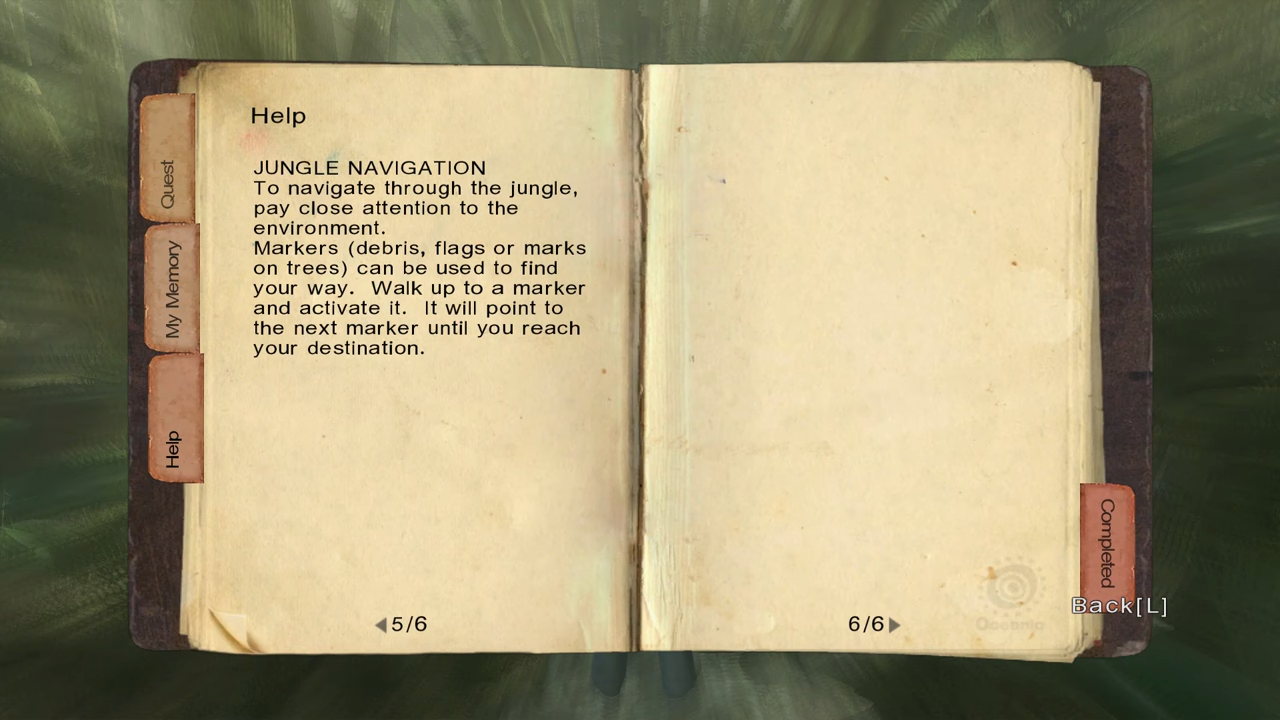 Help
JUNGLE NAVIGATION
To navigate through the jungle,
pay close attention to the
environment.
Markers (debris, flags or marks
on trees) can be used to find
your way.  Walk up to a marker
and activate it.  It will point to
the next marker until you reach
your destination.
Quest
My Memory
Help
5/6
6/6
Oceanic
Completed
Back[L]